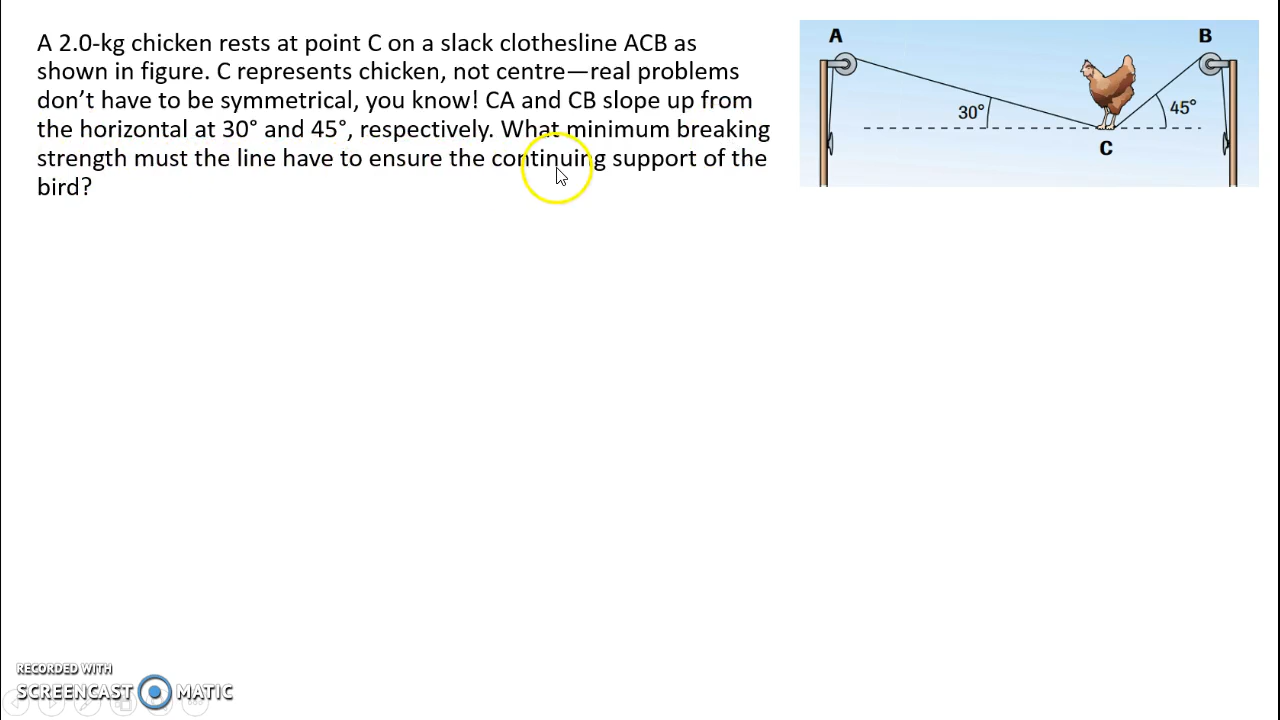 A 2.0-kg chicken rests at point C on a slack clothesline ACB as
shown in figure. C represents chicken, not centre—real problems
don’t have to be symmetrical, you know! CA and CB slope up from
the horizontal at 30° and 45°, respectively. What minimum breaking
strength must the line have to ensure the continuing support of the
bird?
A
B
30°
45°
C
RECORDED WITH
SCREENCAST MATIC